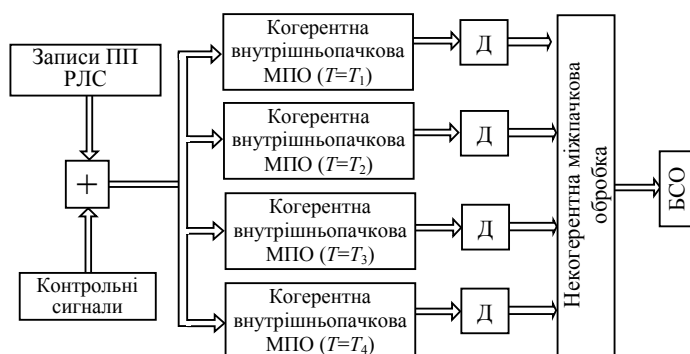 Записи ПП
РЛС
+
Контрольні
сигнали
Когерентна
внутрішньопачкова
МПО (T=T₁)
Д
Когерентна
внутрішньопачкова
МПО (T=T₂)
Д
Когерентна
внутрішньопачкова
МПО (T=T₃)
Д
Когерентна
внутрішньопачкова
МПО (T=T₄)
Д
Некогерентна міжпачкова
обробка
БСО